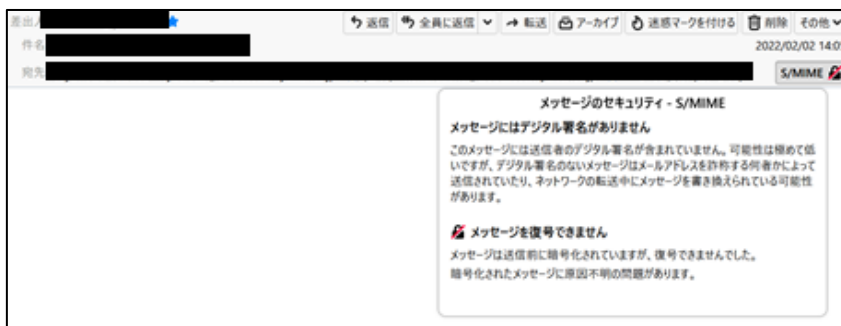 差出人 返信 全員に返信 転送 アーカイブ 迷惑マークを付ける 削除 その他
件名 2022/02/02 14:05
宛先 S/MIME
メッセージのセキュリティ - S/MIME
メッセージにはデジタル署名がありません
このメッセージには送信者のデジタル署名が含まれていません。可能性は極めて低
いですが、デジタル署名のないメッセージはメールアドレスを詐称する何者かによって
送信されていたり、ネットワークの転送中にメッセージを書き換えられている可能性
があります。
メッセージを復号できません
メッセージは送信前に暗号化されていますが、復号できませんでした。
暗号化されたメッセージに原因不明の問題があります。